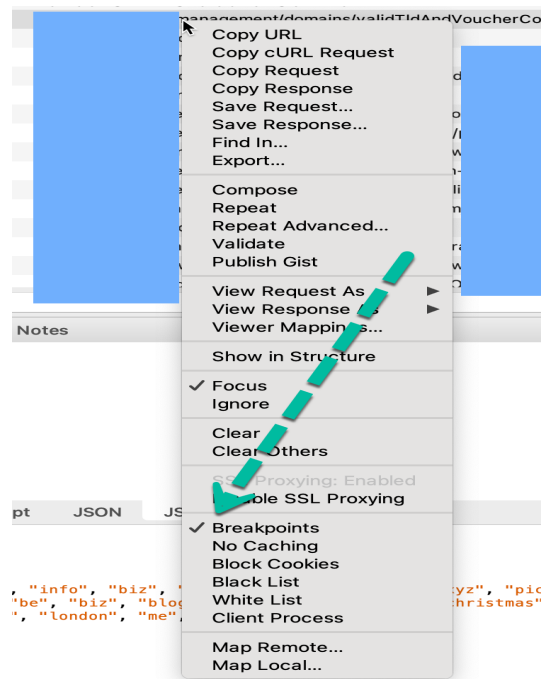 management/domains/validTldAndVoucherCo
Copy URL
Copy cURL Request
Copy Request
Copy Response
Save Request...
Save Response...
Find In...
Export...
Compose
Repeat
Repeat Advanced...
Validate
Publish Gist
View Request As
View Response As
Viewer Mappings...
Notes
Show in Structure
Focus
Ignore
Clear
Clear Others
SSL Proxying: Enabled
SSL Proxying
pt JSON JS
Breakpoints
No Caching
Block Cookies
Black List
White List
Client Process
Map Remote...
Map Local...
, "info", "biz", yz", "pic
"be", "biz", "blog christmas"
", "london", "me",